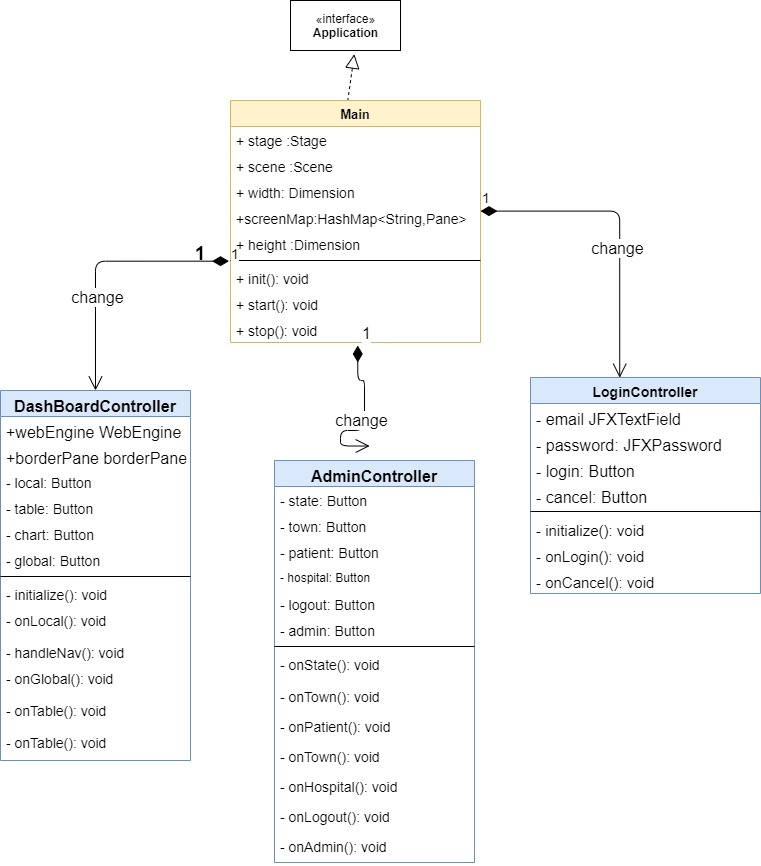 «interface»
Application
Main
+ stage :Stage
+ scene :Scene
+ width: Dimension
+screenMap:HashMap<String,Pane>
+ height :Dimension
+ init(): void
+ start(): void
+ stop(): void
1
1
1
1
change
change
change
DashBoardController
+webEngine WebEngine
+borderPane borderPane
- local: Button
- table: Button
- chart: Button
- global: Button
- initialize(): void
- onLocal(): void
- handleNav(): void
- onGlobal(): void
- onTable(): void
- onTable(): void
AdminController
- state: Button
- town: Button
- patient: Button
- hospital: Button
- logout: Button
- admin: Button
- onState(): void
- onTown(): void
- onPatient(): void
- onTown(): void
- onHospital(): void
- onLogout(): void
- onAdmin(): void
LoginController
- email JFXTextField
- password: JFXPassword
- login: Button
- cancel: Button
- initialize(): void
- onLogin(): void
- onCancel(): void